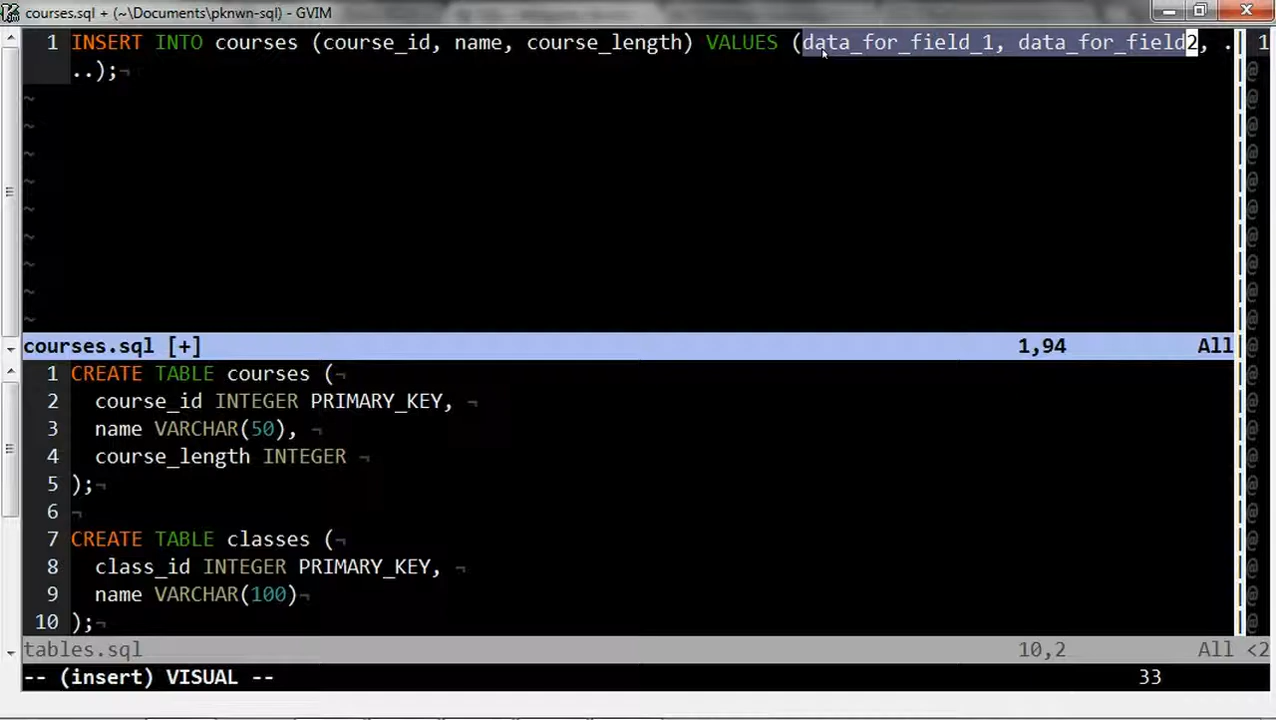 courses.sql + (~\Documents\pknwn-sql) - GVIM
1 INSERT INTO courses (course_id, name, course_length) VALUES (data_for_field_1, data_for_field2, . 1
..);¬
~
~
~
~
~
~
~
~
~
courses.sql [+] 1,94 All
1 CREATE TABLE courses (¬
2 course_id INTEGER PRIMARY_KEY, ¬
3 name VARCHAR(50), ¬
4 course_length INTEGER ¬
5 );¬
6 ¬
7 CREATE TABLE classes (¬
8 class_id INTEGER PRIMARY_KEY, ¬
9 name VARCHAR(100)¬
10 );¬
tables.sql 10,2 All <2
-- (insert) VISUAL -- 33